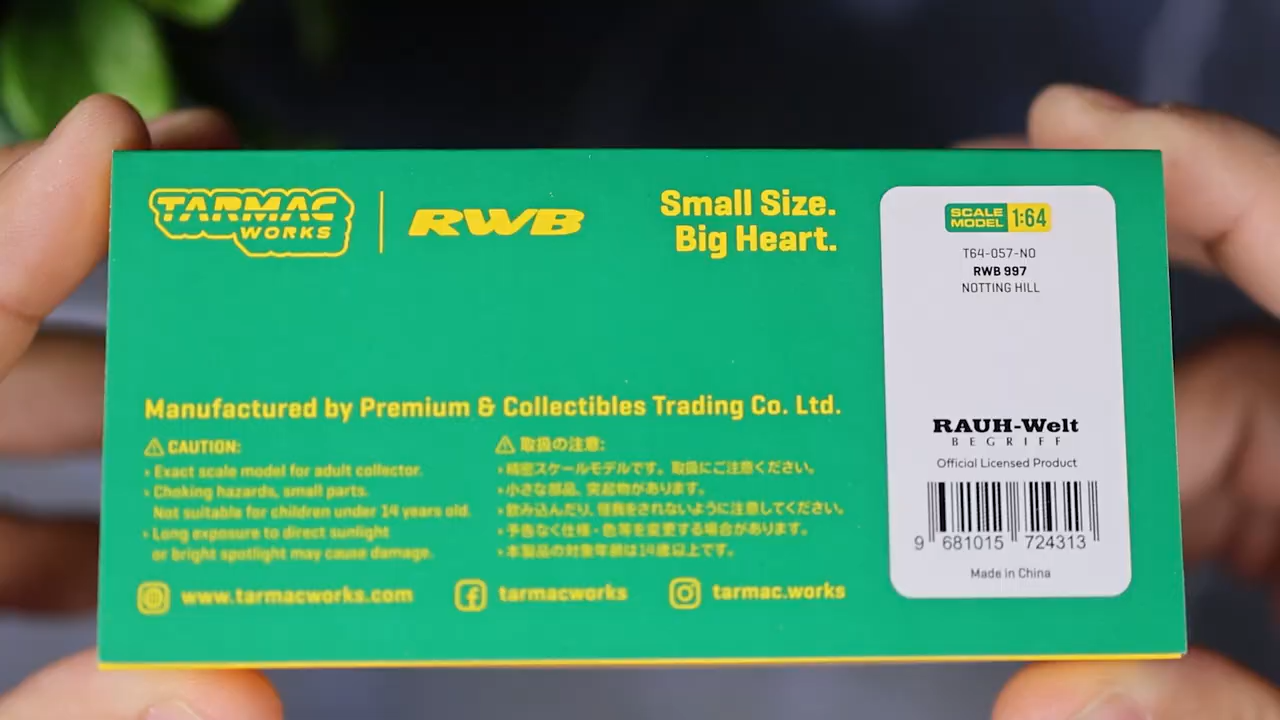 TARMAC
WORKS
RWB
Small Size.
Big Heart.
Manufactured by Premium & Collectibles Trading Co. Ltd.
CAUTION:
• Exact scale model for adult collector.
• Choking hazards, small parts.
Not suitable for children under 14 years old.
• Long exposure to direct sunlight
or bright spotlight may cause damage.
取扱の注意:
• 精密スケールモデルです。取扱にご注意ください。
• 小さな部品、突起物があります。
• 飲み込んだり、怪我をされないように注意してください。
• 予告なく仕様・色等を変更する場合があります。
• 本製品の対象年齢は14歳以上です。
www.tarmacworks.com
tarmacworks
tarmac.works
SCALE
MODEL 1:64
T64-057-NO
RWB 997
NOTTING HILL
RAUH-Welt
BEGRIFF
Official Licensed Product
9 681015 724313
Made in China